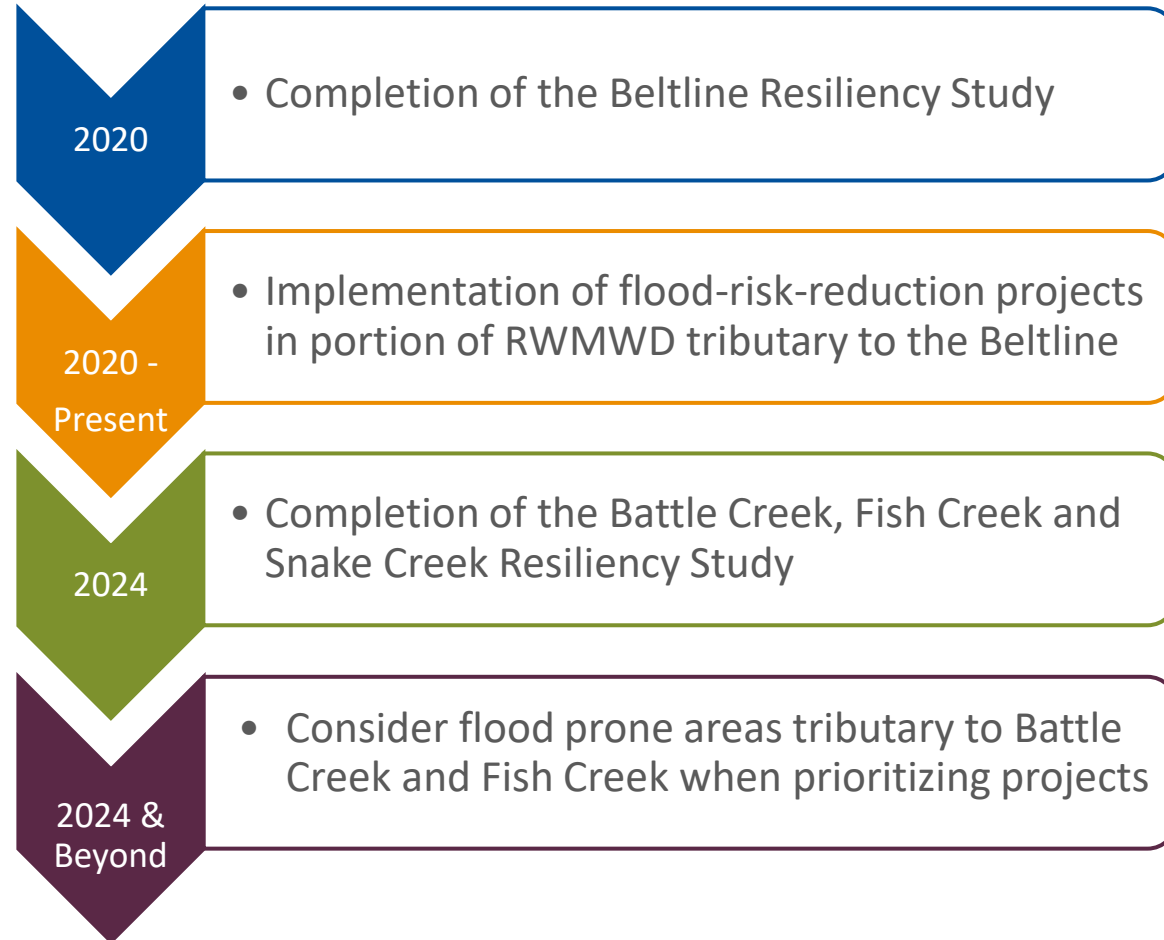 2020
• Completion of the Beltline Resiliency Study
2020 -
Present
• Implementation of flood-risk-reduction projects
in portion of RWMWD tributary to the Beltline
2024
• Completion of the Battle Creek, Fish Creek and
Snake Creek Resiliency Study
2024 &
Beyond
• Consider flood prone areas tributary to Battle
Creek and Fish Creek when prioritizing projects